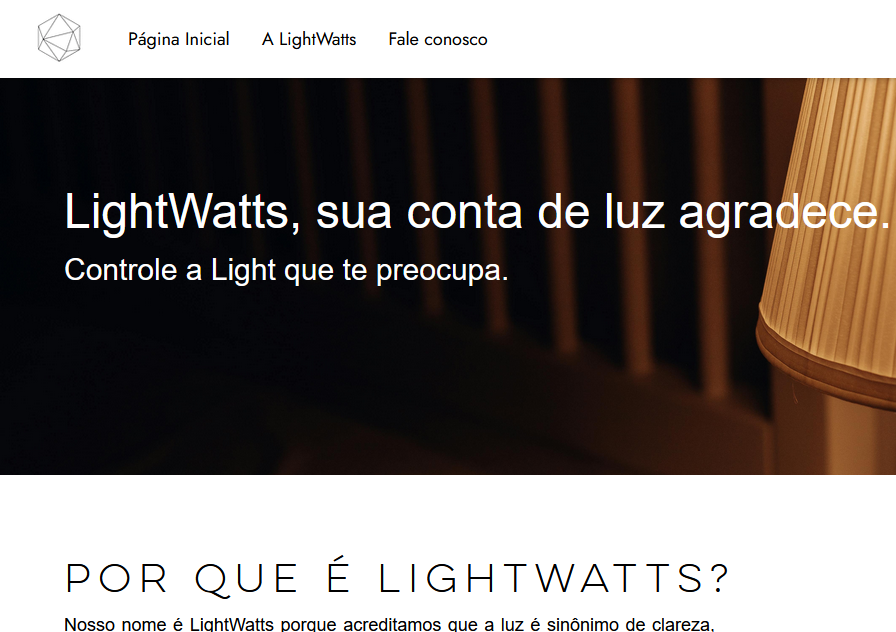 Página Inicial A LightWatts Fale conosco
LightWatts, sua conta de luz agradece.
Controle a Light que te preocupa.
POR QUE É LIGHTWATTS?
Nosso nome é LightWatts porque acreditamos que a luz é sinônimo de clareza,